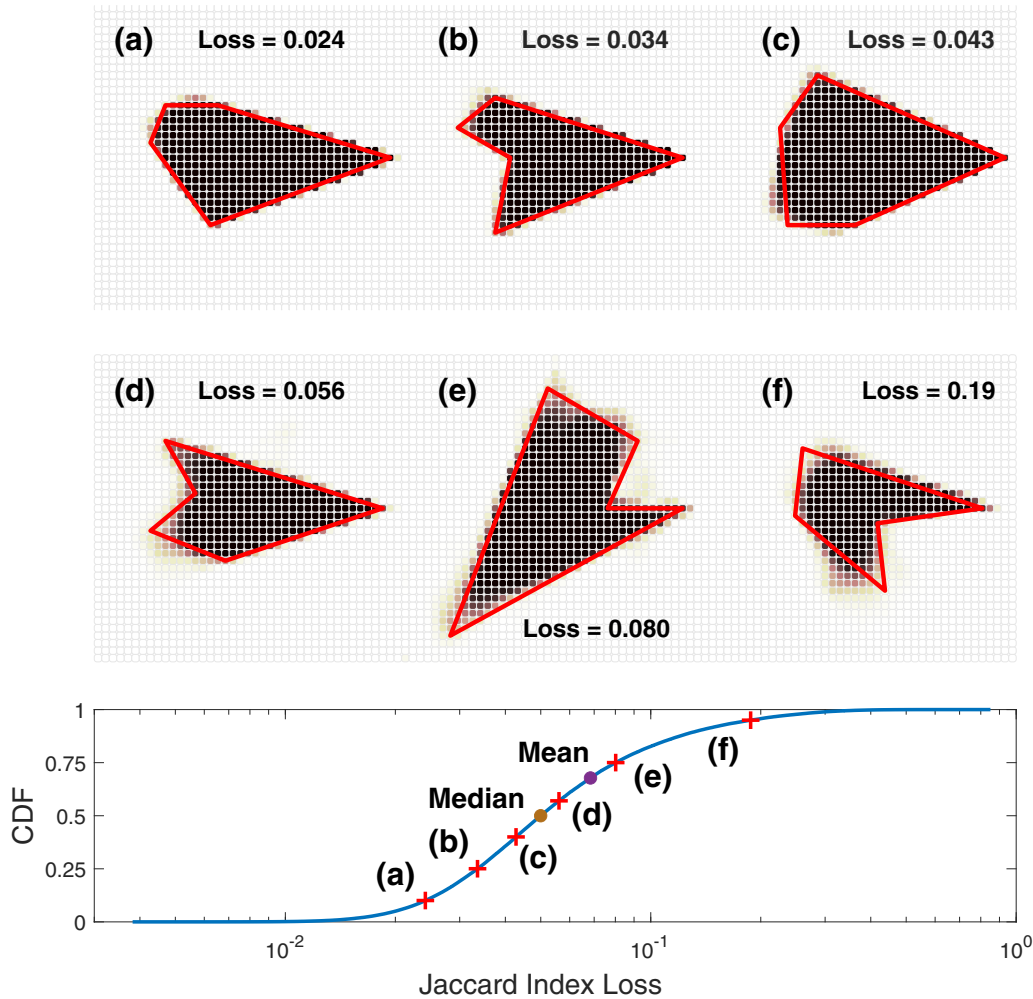 (a) Loss = 0.024
(b) Loss = 0.034
(c) Loss = 0.043
(d) Loss = 0.056
(e)
Loss = 0.080
(f) Loss = 0.19
1
0.75
0.5
0.25
0
CDF
(a)
(b)
Median
(c)
Mean
(d)
(e)
(f)
10⁻²
10⁻¹
10⁰
Jaccard Index Loss